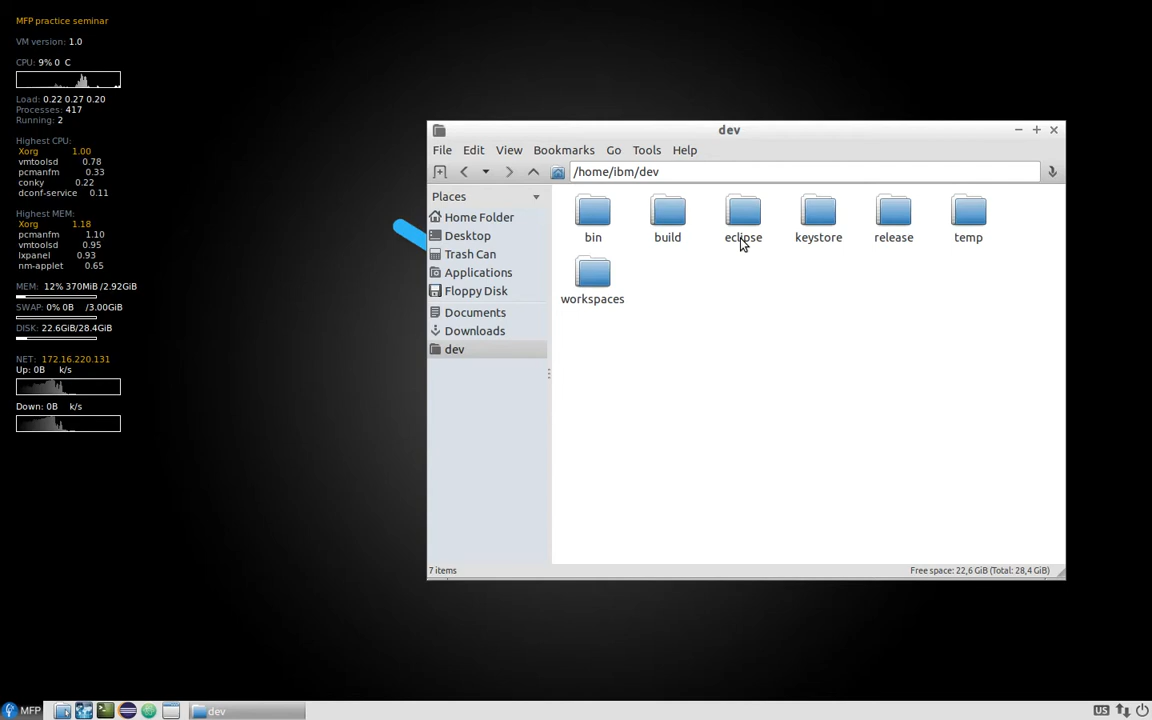 MFP practice seminar
VM version: 1.0
CPU: 9% 0 C
Load: 0.22 0.27 0.20
Processes: 417
Running: 2
Highest CPU:
Xorg 1.00
vmtoolsd 0.78
pcmanfm 0.33
conky 0.22
dconf-service 0.11
Highest MEM:
Xorg 1.18
pcmanfm 1.10
vmtoolsd 0.95
lxpanel 0.93
nm-applet 0.65
MEM: 12% 370MiB /2.92GiB
SWAP: 0% 0B /3.00GiB
DISK: 22.6GiB/28.4GiB
NET: 172.16.220.131
Up: 0B k/s
Down: 0B k/s
dev
File Edit View Bookmarks Go Tools Help
/home/ibm/dev
Places
Home Folder
Desktop
Trash Can
Applications
Floppy Disk
Documents
Downloads
dev
bin build eclipse keystore release temp
workspaces
7 items Free space: 22,6 GiB (Total: 28,4 GiB)
MFP dev US